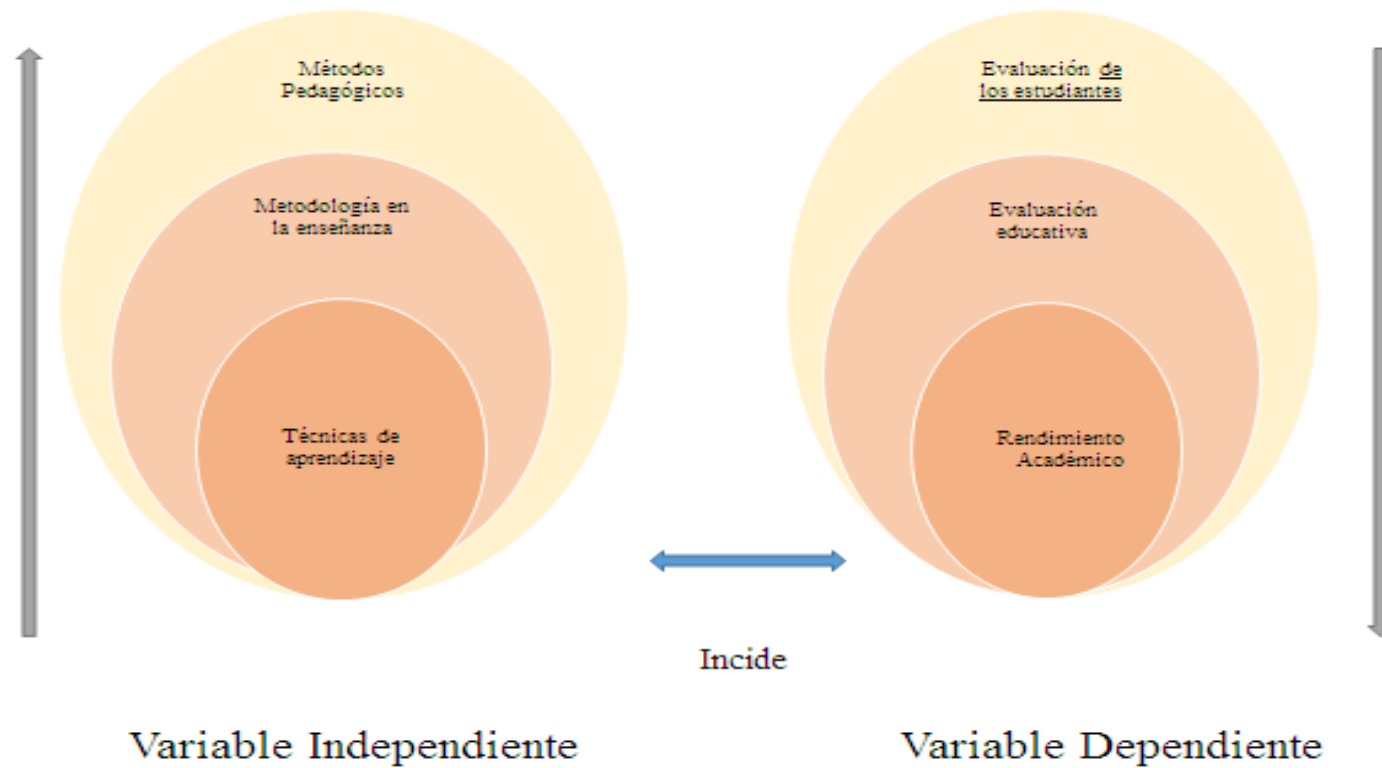 Métodos
Pedagógicos
Metodología en
la enseñanza
Técnicas de
aprendizaje
Evaluación de
los estudiantes
Evaluación
educativa
Rendimiento
Académico
Incide
Variable Independiente
Variable Dependiente